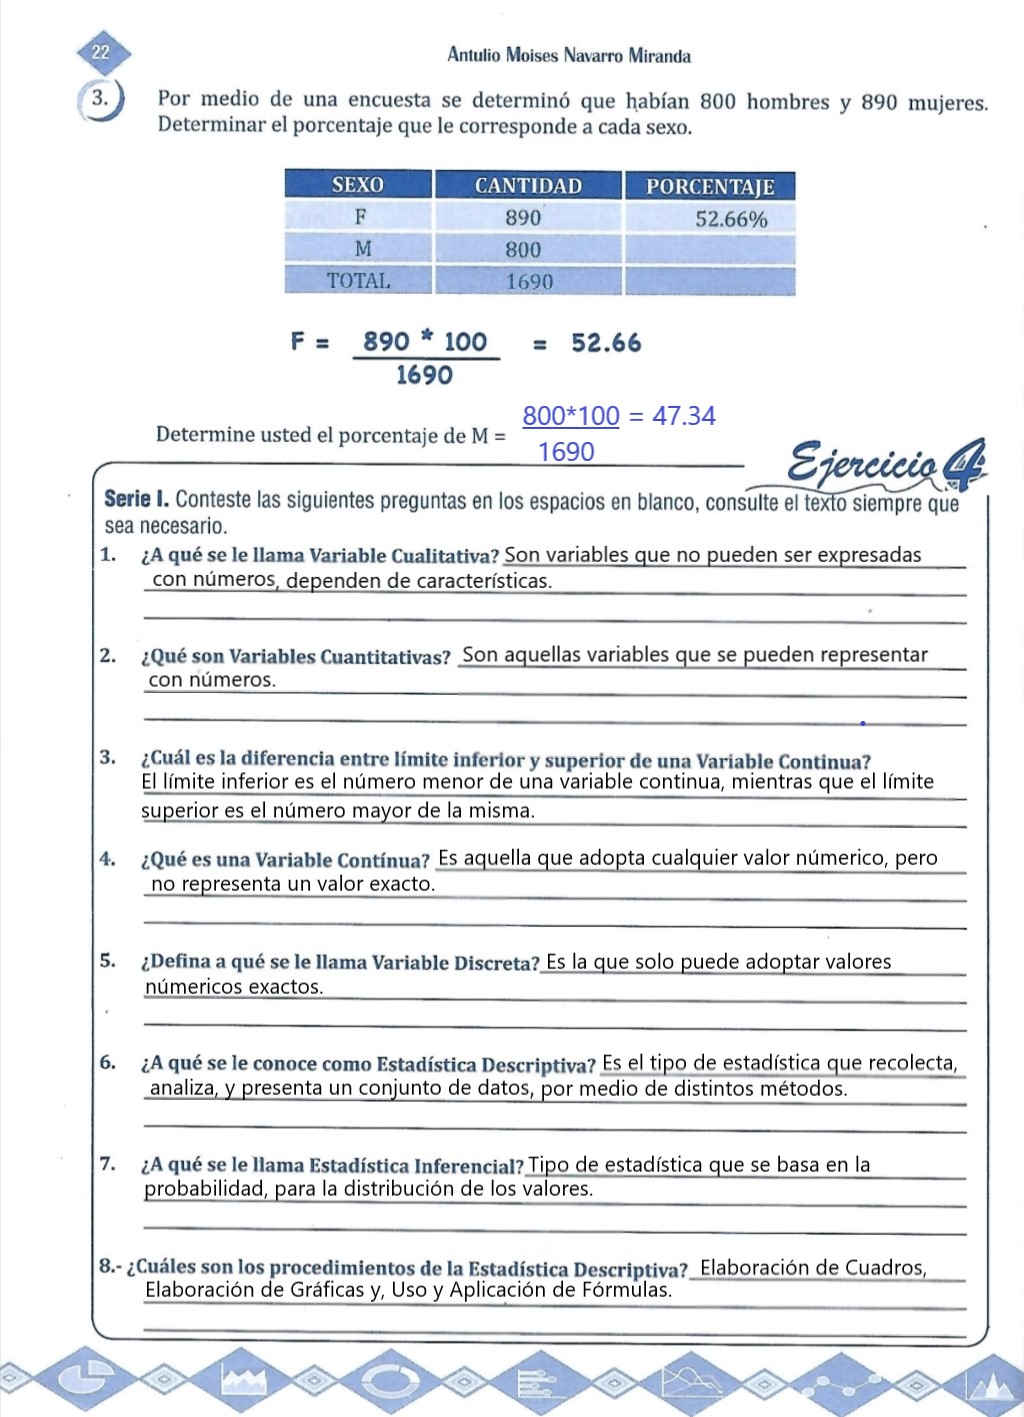 22
Antulio Moises Navarro Miranda
3. Por medio de una encuesta se determinó que habían 800 hombres y 890 mujeres.
Determinar el porcentaje que le corresponde a cada sexo.
SEXO CANTIDAD PORCENTAJE
F 890 52.66%
M 800
TOTAL 1690
F = 890 * 100 = 52.66
1690
800*100 = 47.34
Determine usted el porcentaje de M =
1690
Ejercicio 4
Serie I. Conteste las siguientes preguntas en los espacios en blanco, consulte el texto siempre que
sea necesario.
1. ¿A qué se le llama Variable Cualitativa? Son variables que no pueden ser expresadas
con números, dependen de características.
2. ¿Qué son Variables Cuantitativas? Son aquellas variables que se pueden representar
con números.
3. ¿Cuál es la diferencia entre límite inferior y superior de una Variable Continua?
El límite inferior es el número menor de una variable continua, mientras que el límite
superior es el número mayor de la misma.
4. ¿Qué es una Variable Contínua? Es aquella que adopta cualquier valor númerico, pero
no representa un valor exacto.
5. ¿Defina a qué se le llama Variable Discreta? Es la que solo puede adoptar valores
númericos exactos.
6. ¿A qué se le conoce como Estadística Descriptiva? Es el tipo de estadística que recolecta,
analiza, y presenta un conjunto de datos, por medio de distintos métodos.
7. ¿A qué se le llama Estadística Inferencial? Tipo de estadística que se basa en la
probabilidad, para la distribución de los valores.
8.- ¿Cuáles son los procedimientos de la Estadística Descriptiva? Elaboración de Cuadros,
Elaboración de Gráficas y, Uso y Aplicación de Fórmulas.